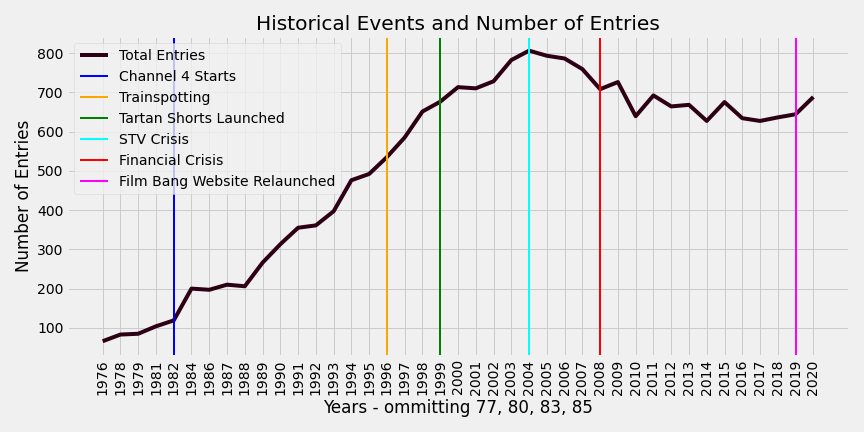 Historical Events and Number of Entries
Total Entries
Channel 4 Starts
Trainspotting
Tartan Shorts Launched
STV Crisis
Financial Crisis
Film Bang Website Relaunched
Number of Entries
800
700
600
500
400
300
200
100
1976 1978 1979 1981 1982 1984 1986 1987 1988 1989 1990 1991 1992 1993 1994 1995 1996 1997 1998 1999 2000 2001 2002 2003 2004 2005 2006 2007 2008 2009 2010 2011 2012 2013 2014 2015 2016 2017 2018 2019 2020
Years - ommitting 77, 80, 83, 85